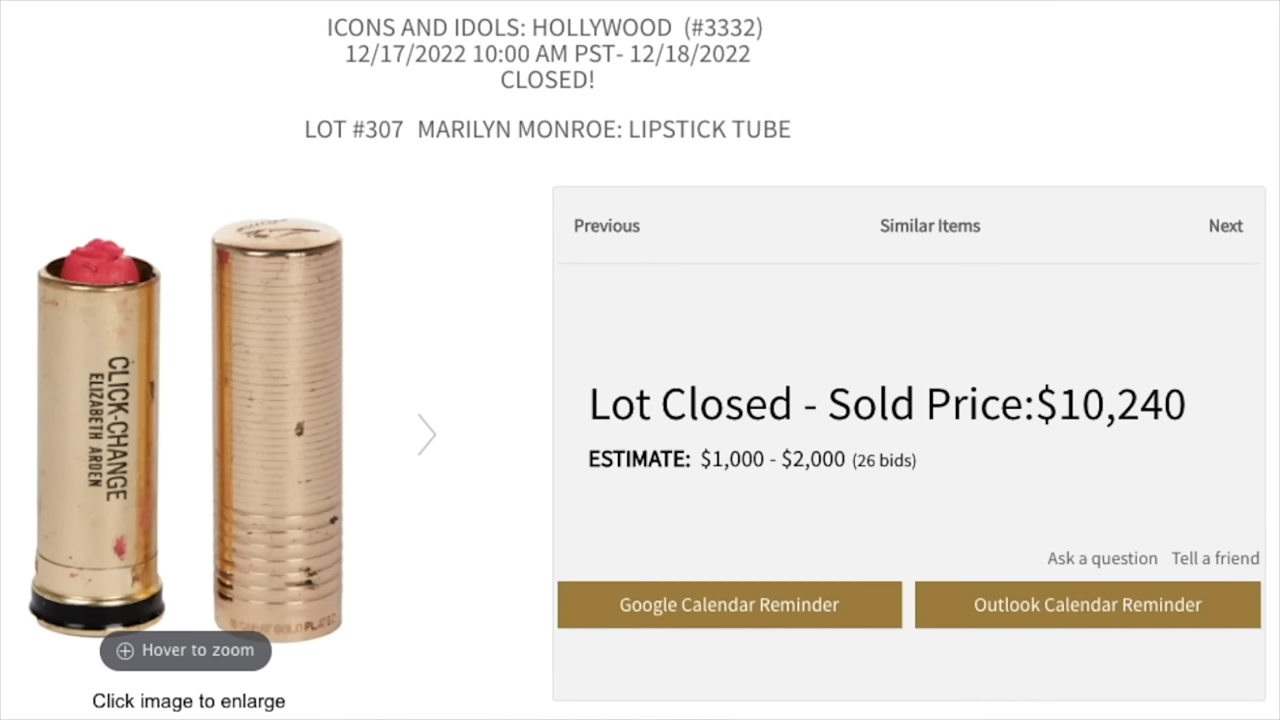 ICONS AND IDOLS: HOLLYWOOD (#3332)
12/17/2022 10:00 AM PST- 12/18/2022
CLOSED!
LOT #307 MARILYN MONROE: LIPSTICK TUBE
Previous
Similar Items
Next
CLICK-CHANGE
ELIZABETH ARDEN
Lot Closed - Sold Price:$10,240
ESTIMATE: $1,000 - $2,000 (26 bids)
Ask a question
Tell a friend
Google Calendar Reminder
Outlook Calendar Reminder
GOLD PLATED
Hover to zoom
Click image to enlarge